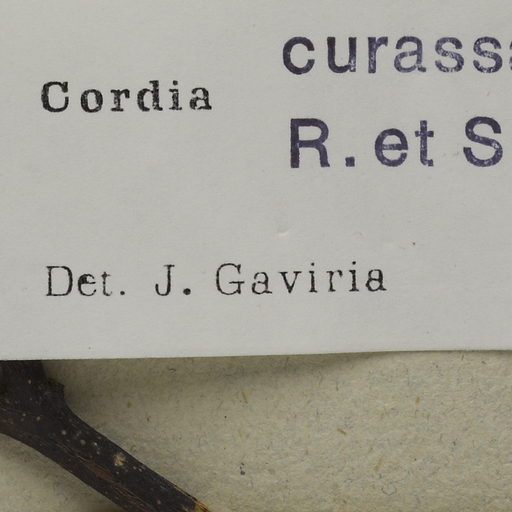 Cordia curassa
R. et S
Det. J. Gaviria